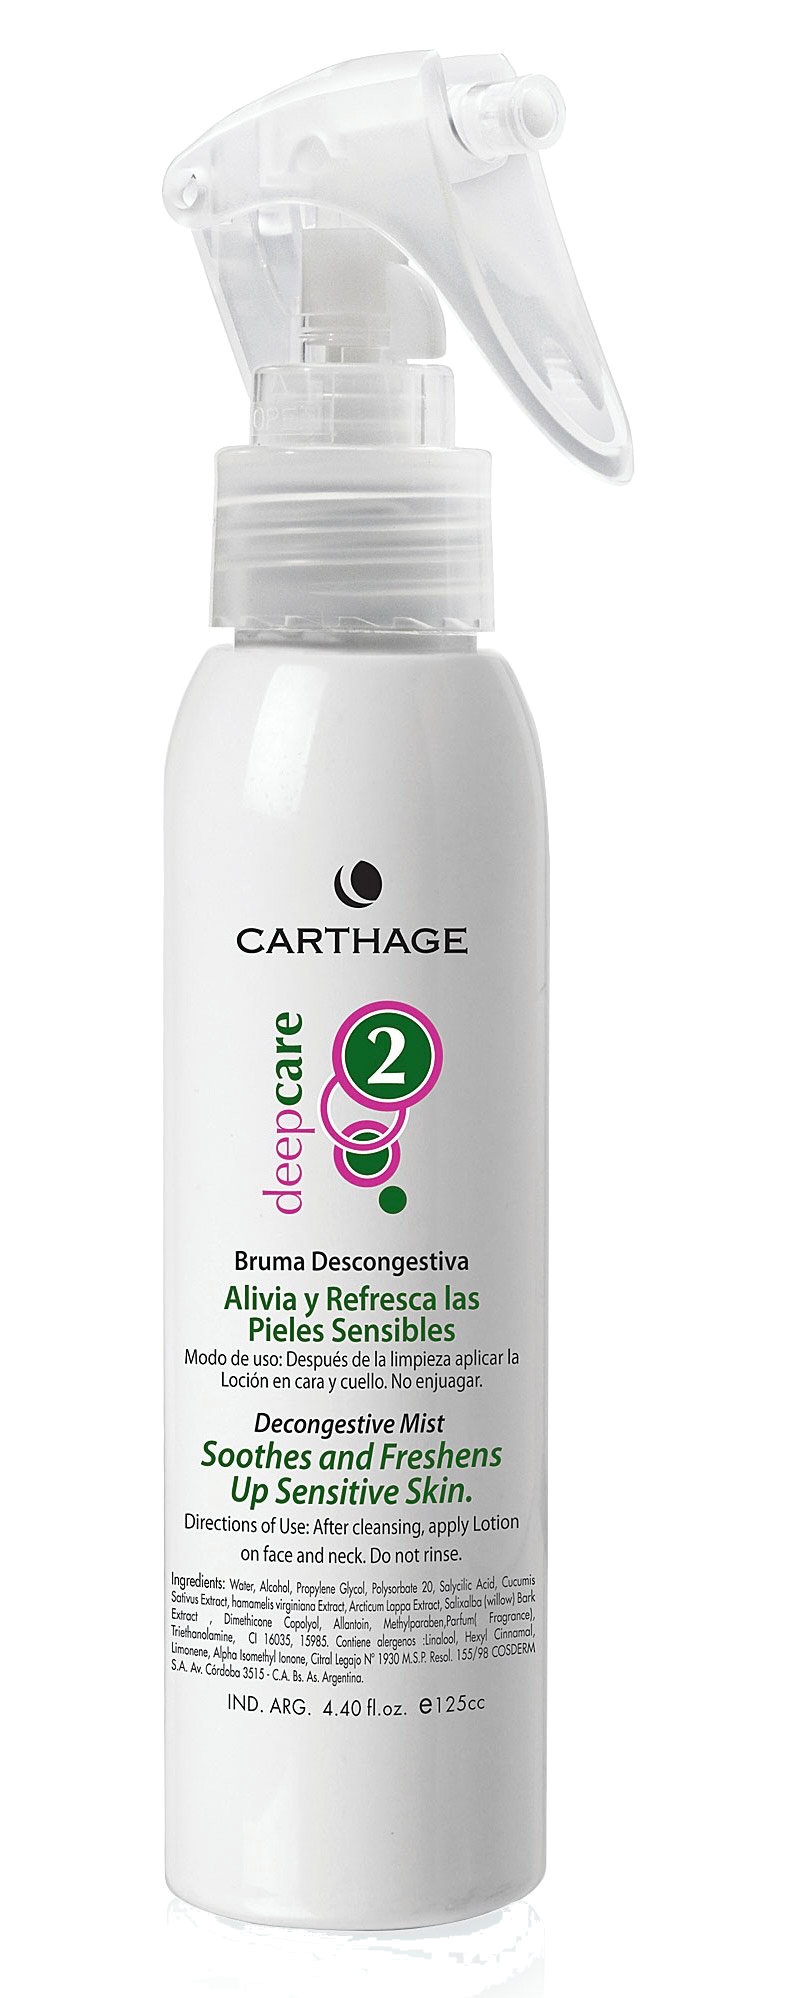 OPEN
CARTHAGE
deepcare
2
Bruma Descongestiva
Alivia y Refresca las
Pieles Sensibles
Modo de uso: Después de la limpieza aplicar la
Loción en cara y cuello. No enjuagar.
Decongestive Mist
Soothes and Freshens
Up Sensitive Skin.
Directions of Use: After cleansing, apply Lotion
on face and neck. Do not rinse.
Ingredients: Water, Alcohol, Propylene Glycol, Polysorbate 20, Salycilic Acid, Cucumis
Sativus Extract, hamamelis virginiana Extract, Arcticum Lappa Extract, Salixalba (willow) Bark
Extract , Dimethicone Copolyol, Allantoin, Methylparaben,Parfum( Fragrance),
Triethanolamine, CI 16035, 15985. Contiene alergenos :Linalool, Hexyl Cinnamal,
Limonene, Alpha Isomethyl Ionone, Citral Legajo N° 1930 M.S.P. Resol. 155/98 COSDERM
S.A. Av. Córdoba 3515 - C.A. Bs. As. Argentina.
IND. ARG. 4.40 fl.oz. e125cc